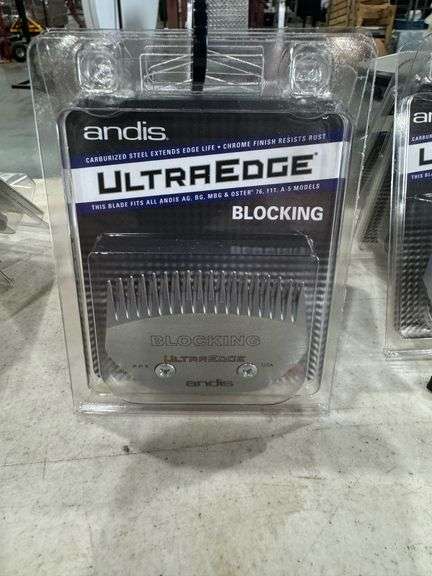 andis.
CARBURIZED STEEL EXTENDS EDGE LIFE • CHROME FINISH RESISTS RUST
ULTRAEDGE®
THIS BLADE FITS ALL ANDIS AG, BG, MBG & OSTER® 76, 111, A-5 MODELS
BLOCKING
BLOCKING
ULTRAEDGE
USA
andis